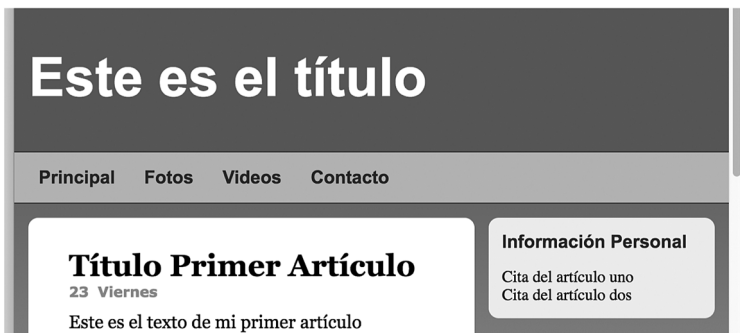 Este es el título
Principal Fotos Videos Contacto
Título Primer Artículo
23 Viernes
Este es el texto de mi primer artículo
Información Personal
Cita del artículo uno
Cita del artículo dos